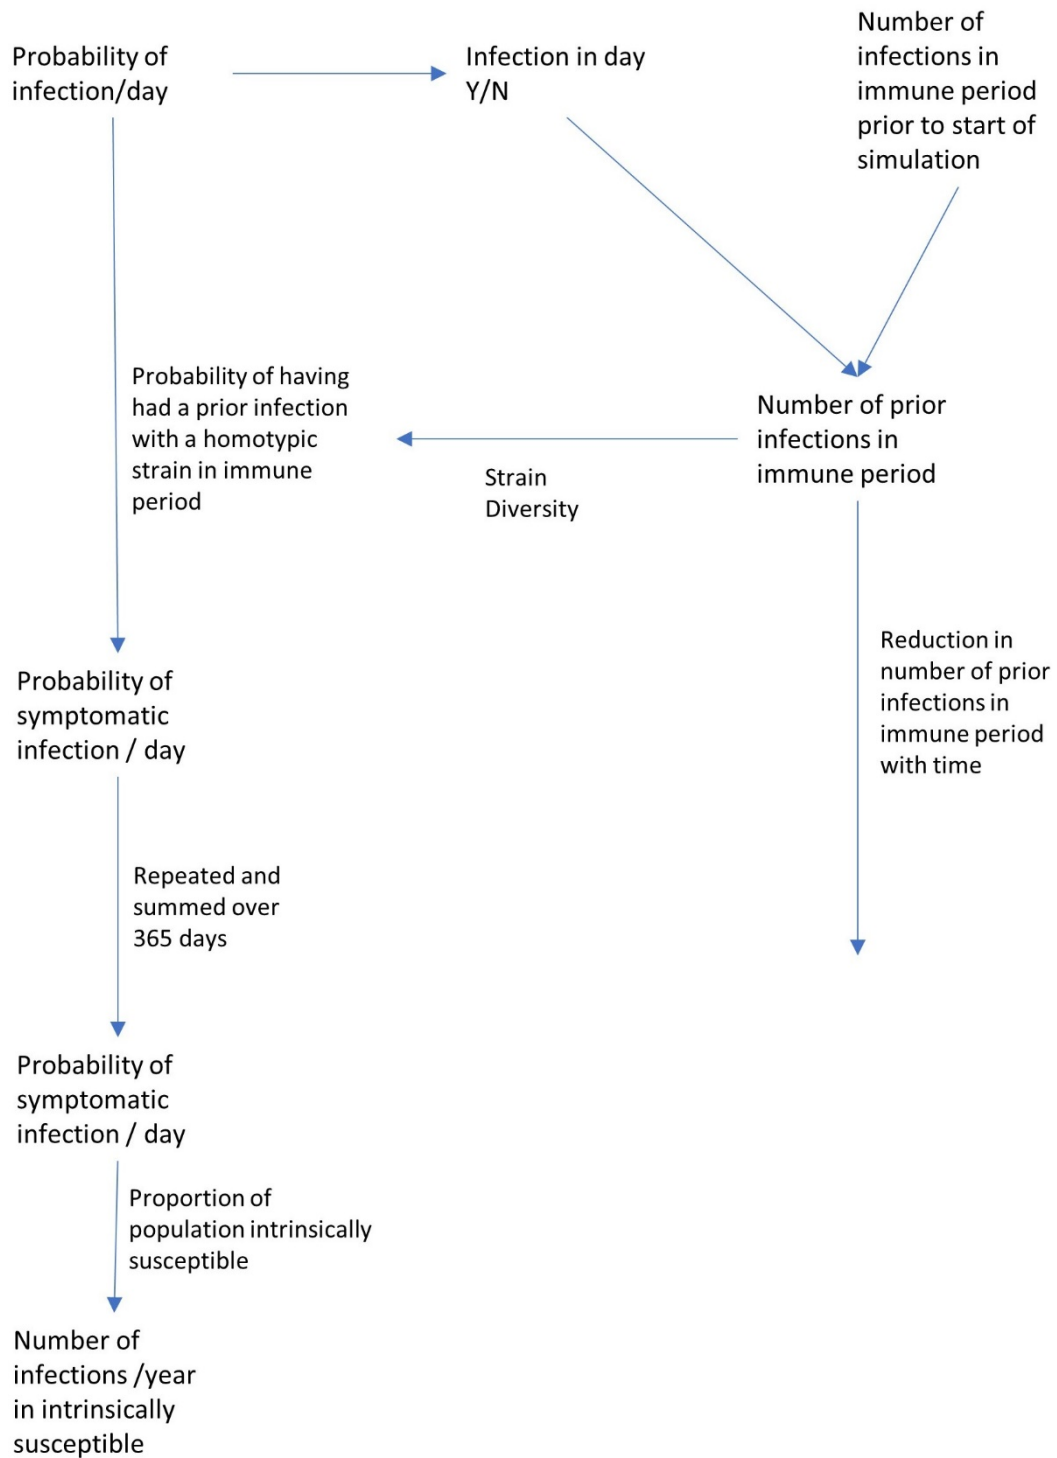 Probability of
infection/day
Infection in day
Y/N
Number of
infections in
immune period
prior to start of
simulation
Probability of having
had a prior infection
with a homotypic
strain in immune
period
Strain
Diversity
Number of prior
infections in
immune period
Reduction in
number of prior
infections in
immune period
with time
Probability of
symptomatic
infection / day
Repeated and
summed over
365 days
Probability of
symptomatic
infection / day
Proportion of
population intrinsically
susceptible
Number of
infections /year
in intrinsically
susceptible